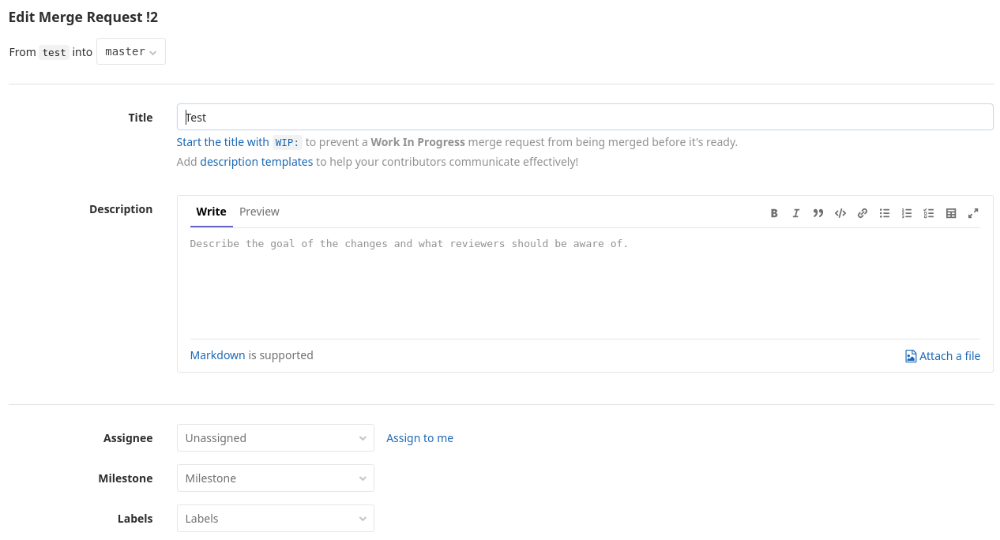 Edit Merge Request !2
From test into master
Title
Test
Start the title with WIP: to prevent a Work In Progress merge request from being merged before it's ready.
Add description templates to help your contributors communicate effectively!
Description
Write Preview
Describe the goal of the changes and what reviewers should be aware of.
Markdown is supported
Attach a file
Assignee
Unassigned
Assign to me
Milestone
Milestone
Labels
Labels